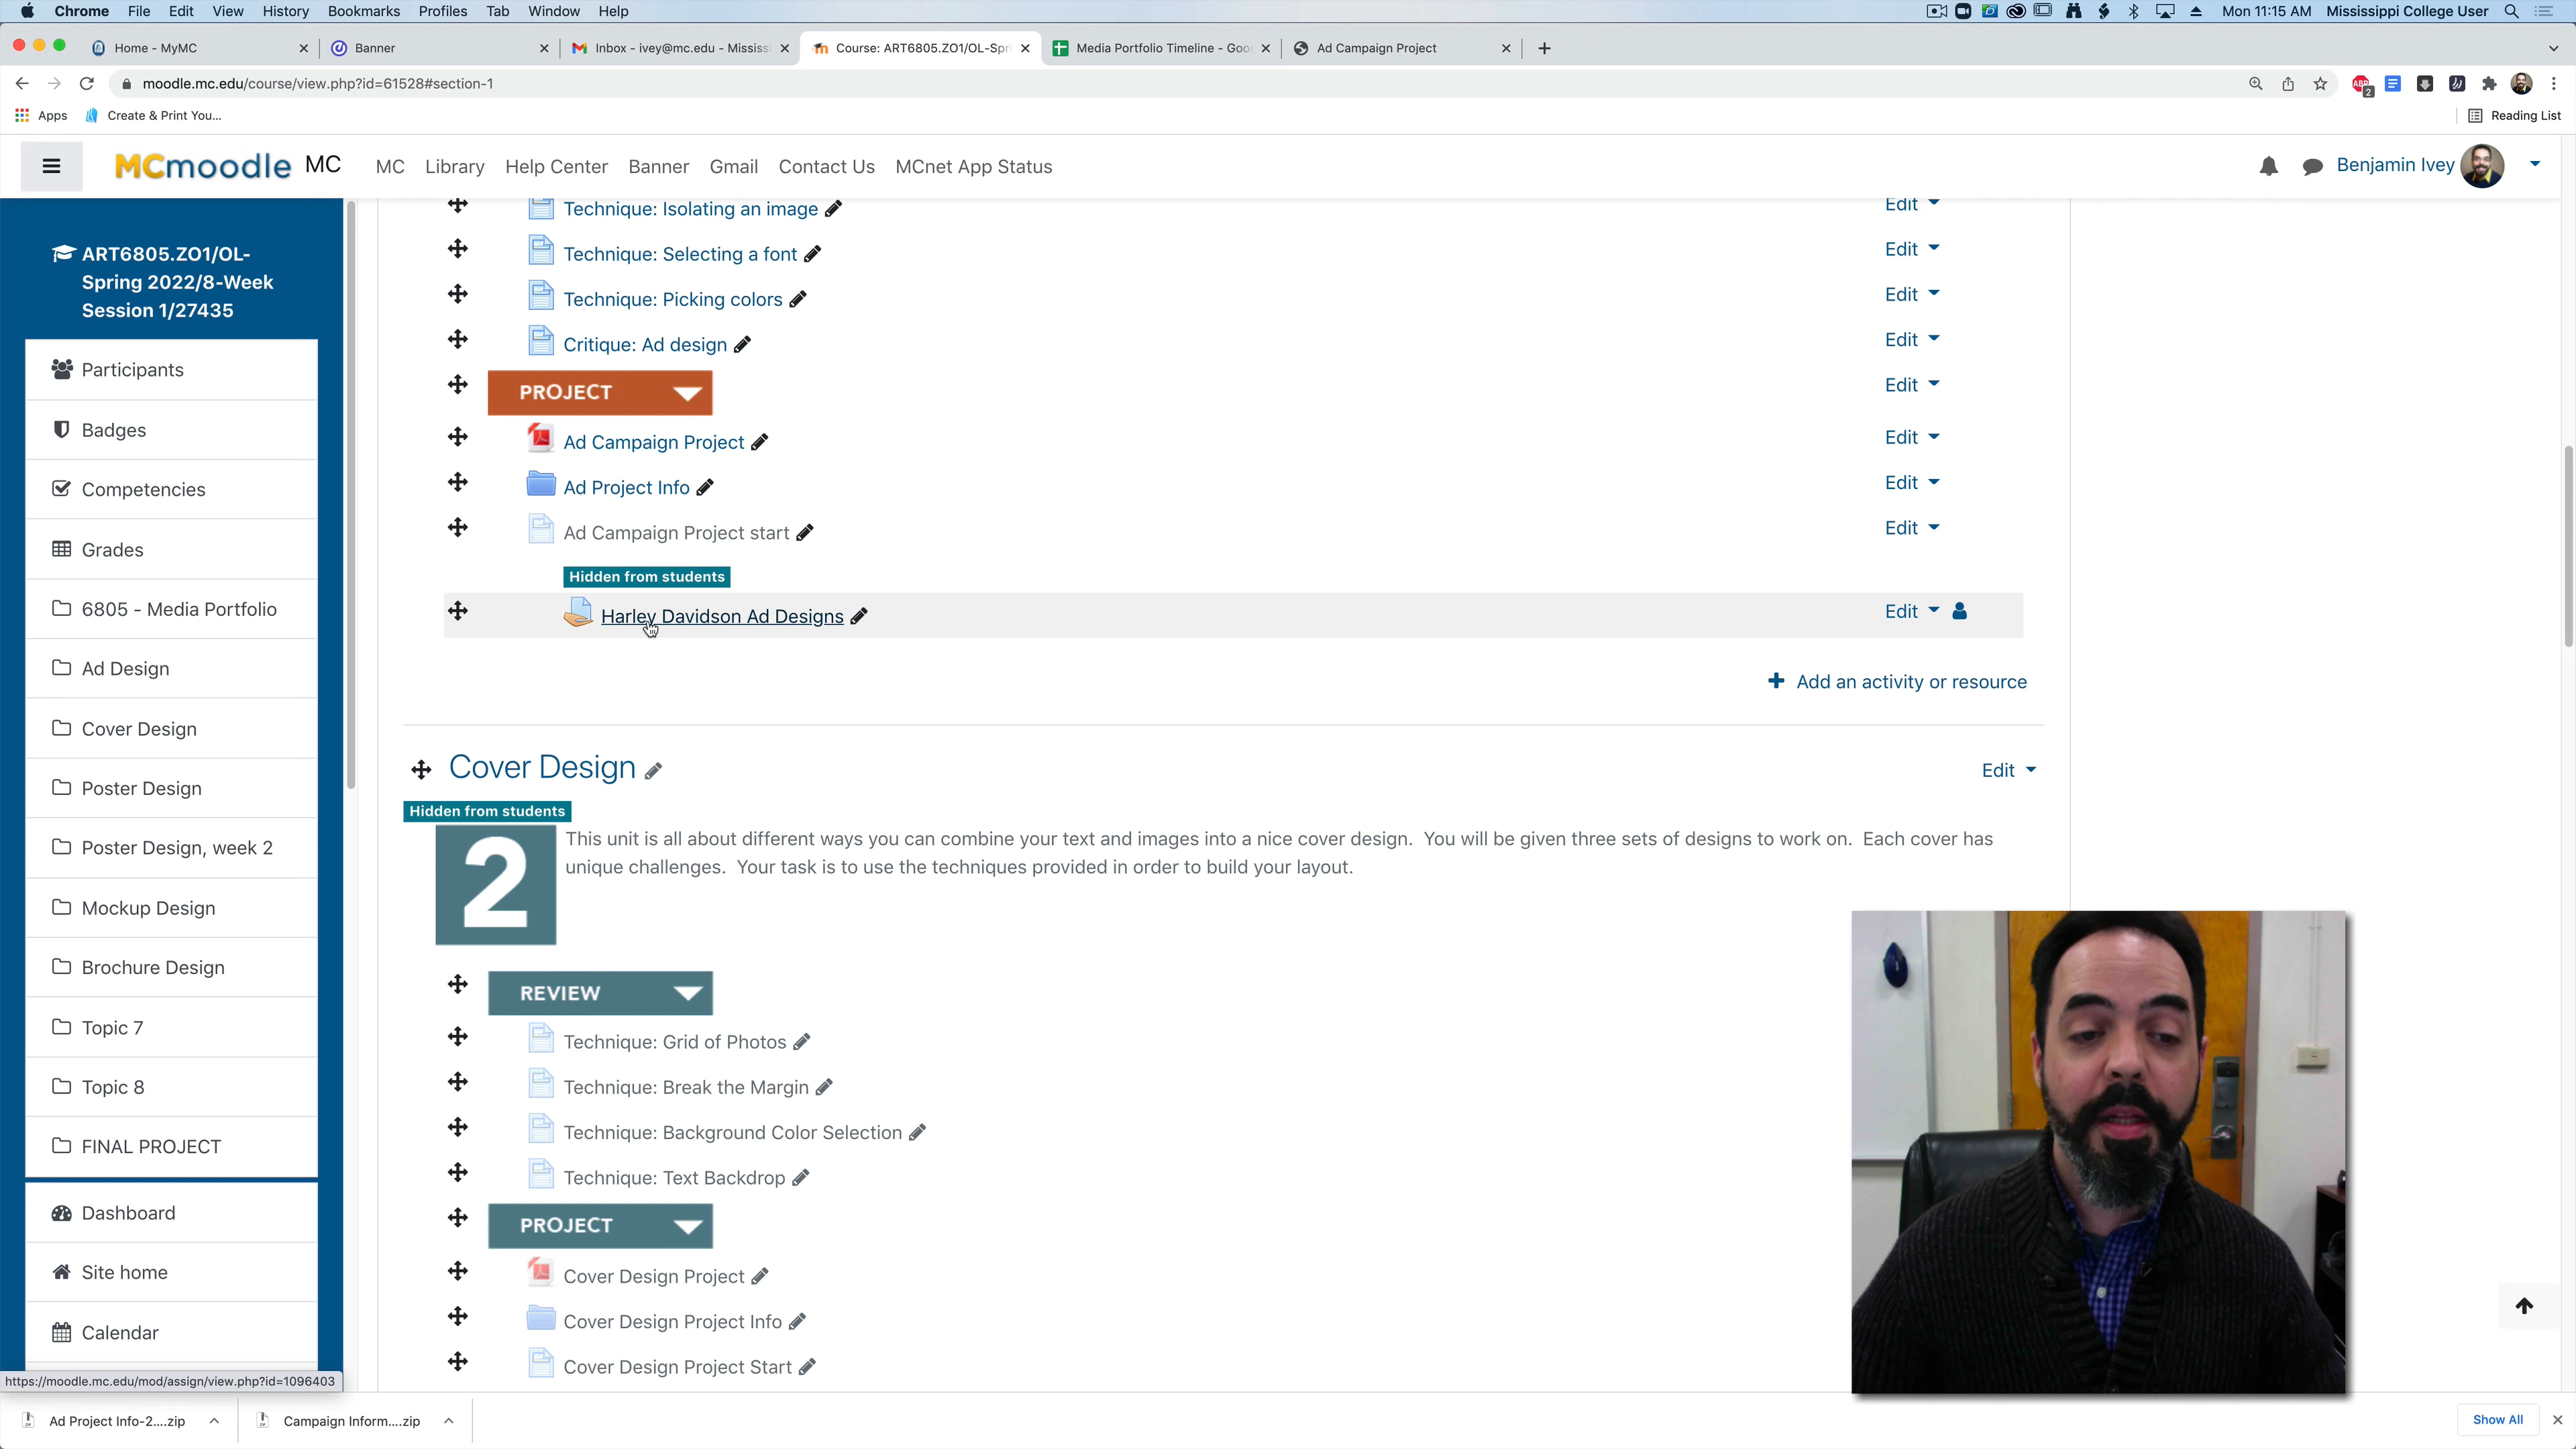 Chrome File Edit View History Bookmarks Profiles Tab Window Help Mon 11:15 AM Mississippi College User
Home - MyMC Banner Inbox - ivey@mc.edu - Mississ Course: ART6805.ZO1/OL-Spri Media Portfolio Timeline - Goo Ad Campaign Project
moodle.mc.edu/course/view.php?id=61528#section-1 ABP 2
Apps Create & Print You... Reading List
MCmoodle MC MC Library Help Center Banner Gmail Contact Us MCnet App Status Benjamin Ivey
ART6805.ZO1/OL-
Spring 2022/8-Week
Session 1/27435
Participants
Badges
Competencies
Grades
6805 - Media Portfolio
Ad Design
Cover Design
Poster Design
Poster Design, week 2
Mockup Design
Brochure Design
Topic 7
Topic 8
FINAL PROJECT
Dashboard
Site home
Calendar
Technique: Isolating an image Edit
Technique: Selecting a font Edit
Technique: Picking colors Edit
Critique: Ad design Edit
PROJECT Edit
Ad Campaign Project Edit
Ad Project Info Edit
Ad Campaign Project start Edit
Hidden from students
Harley Davidson Ad Designs Edit
Add an activity or resource
Cover Design Edit
Hidden from students
2
This unit is all about different ways you can combine your text and images into a nice cover design. You will be given three sets of designs to work on. Each cover has
unique challenges. Your task is to use the techniques provided in order to build your layout.
REVIEW
Technique: Grid of Photos
Technique: Break the Margin
Technique: Background Color Selection
Technique: Text Backdrop
PROJECT
Cover Design Project
Cover Design Project Info
Cover Design Project Start
https://moodle.mc.edu/mod/assign/view.php?id=1096403
Ad Project Info-2....zip Campaign Inform....zip Show All